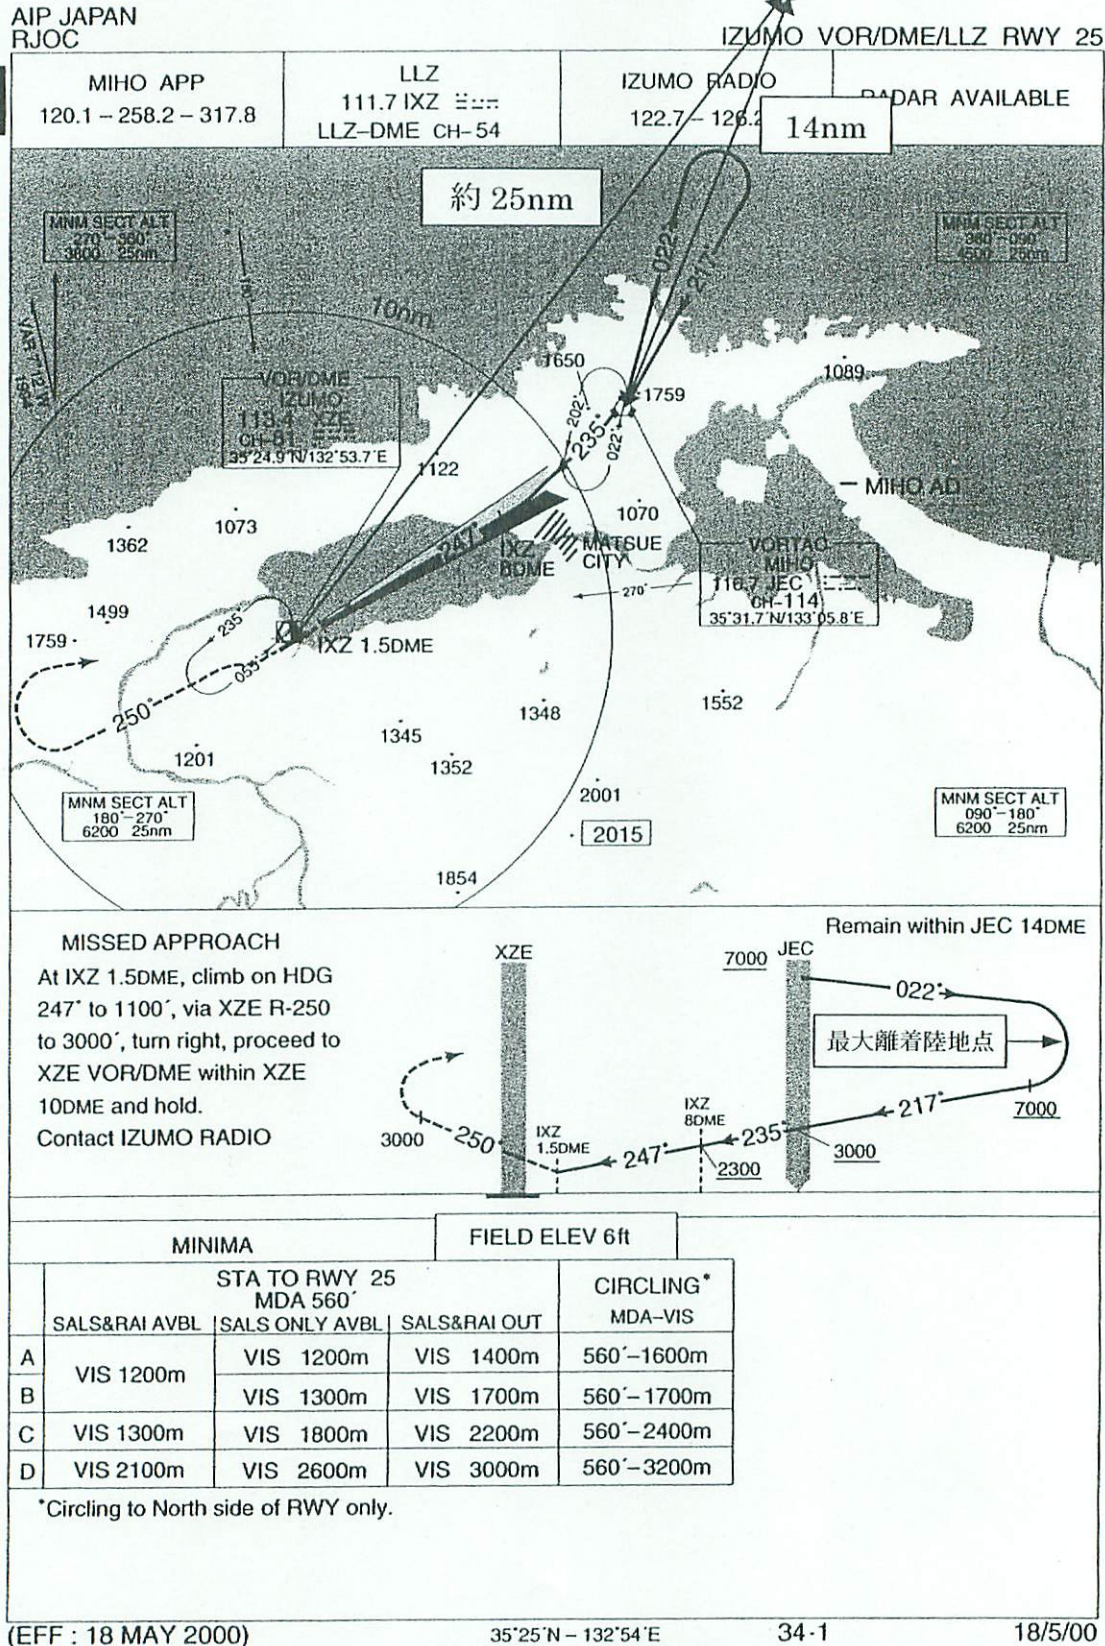 AIP JAPAN
RJOC
IZUMO VOR/DME/LLZ RWY 25
MIHO APP
120.1 – 258.2 – 317.8
LLZ
111.7 IXZ
LLZ-DME CH-54
IZUMO RADIO
122.7 – 126.2
RADAR AVAILABLE
14nm
約 25nm
MNM SECT ALT
270°–360°
3800 25nm
MNM SECT ALT
360°–090°
4500 25nm
022°
217°
10nm
VAR 7°12′W
VOR/DME
IZUMO
113.4 XZE
CH-81
35°24.9′N/132°53.7′E
1650
1759
1089
202°
235°
022°
1122
MIHO AD
1073
1362
247°
1070
IXZ
8DME
MATSUE
CITY
VORTAC
MIHO
116.7 JEC
CH-114
35°31.7′N/133°05.8′E
270°
1499
1759
235°
055°
IXZ 1.5DME
250°
1348
1552
1345
1352
1201
2001
2015
1854
MNM SECT ALT
180°–270°
6200 25nm
MNM SECT ALT
090°–180°
6200 25nm
MISSED APPROACH
At IXZ 1.5DME, climb on HDG
247° to 1100′, via XZE R-250
to 3000′, turn right, proceed to
XZE VOR/DME within XZE
10DME and hold.
Contact IZUMO RADIO
Remain within JEC 14DME
XZE
7000 JEC
022°
最大離着陸地点
217°
7000
IXZ
8DME
235°
3000
3000
250°
IXZ
1.5DME
247°
2300
MINIMA
FIELD ELEV 6ft
STA TO RWY 25
MDA 560′
CIRCLING*
MDA–VIS
SALS&RAI AVBL SALS ONLY AVBL SALS&RAI OUT
A VIS 1200m VIS 1200m VIS 1400m 560′–1600m
B VIS 1300m VIS 1700m 560′–1700m
C VIS 1300m VIS 1800m VIS 2200m 560′–2400m
D VIS 2100m VIS 2600m VIS 3000m 560′–3200m
*Circling to North side of RWY only.
(EFF : 18 MAY 2000)
35°25′N – 132°54′E
34-1
18/5/00